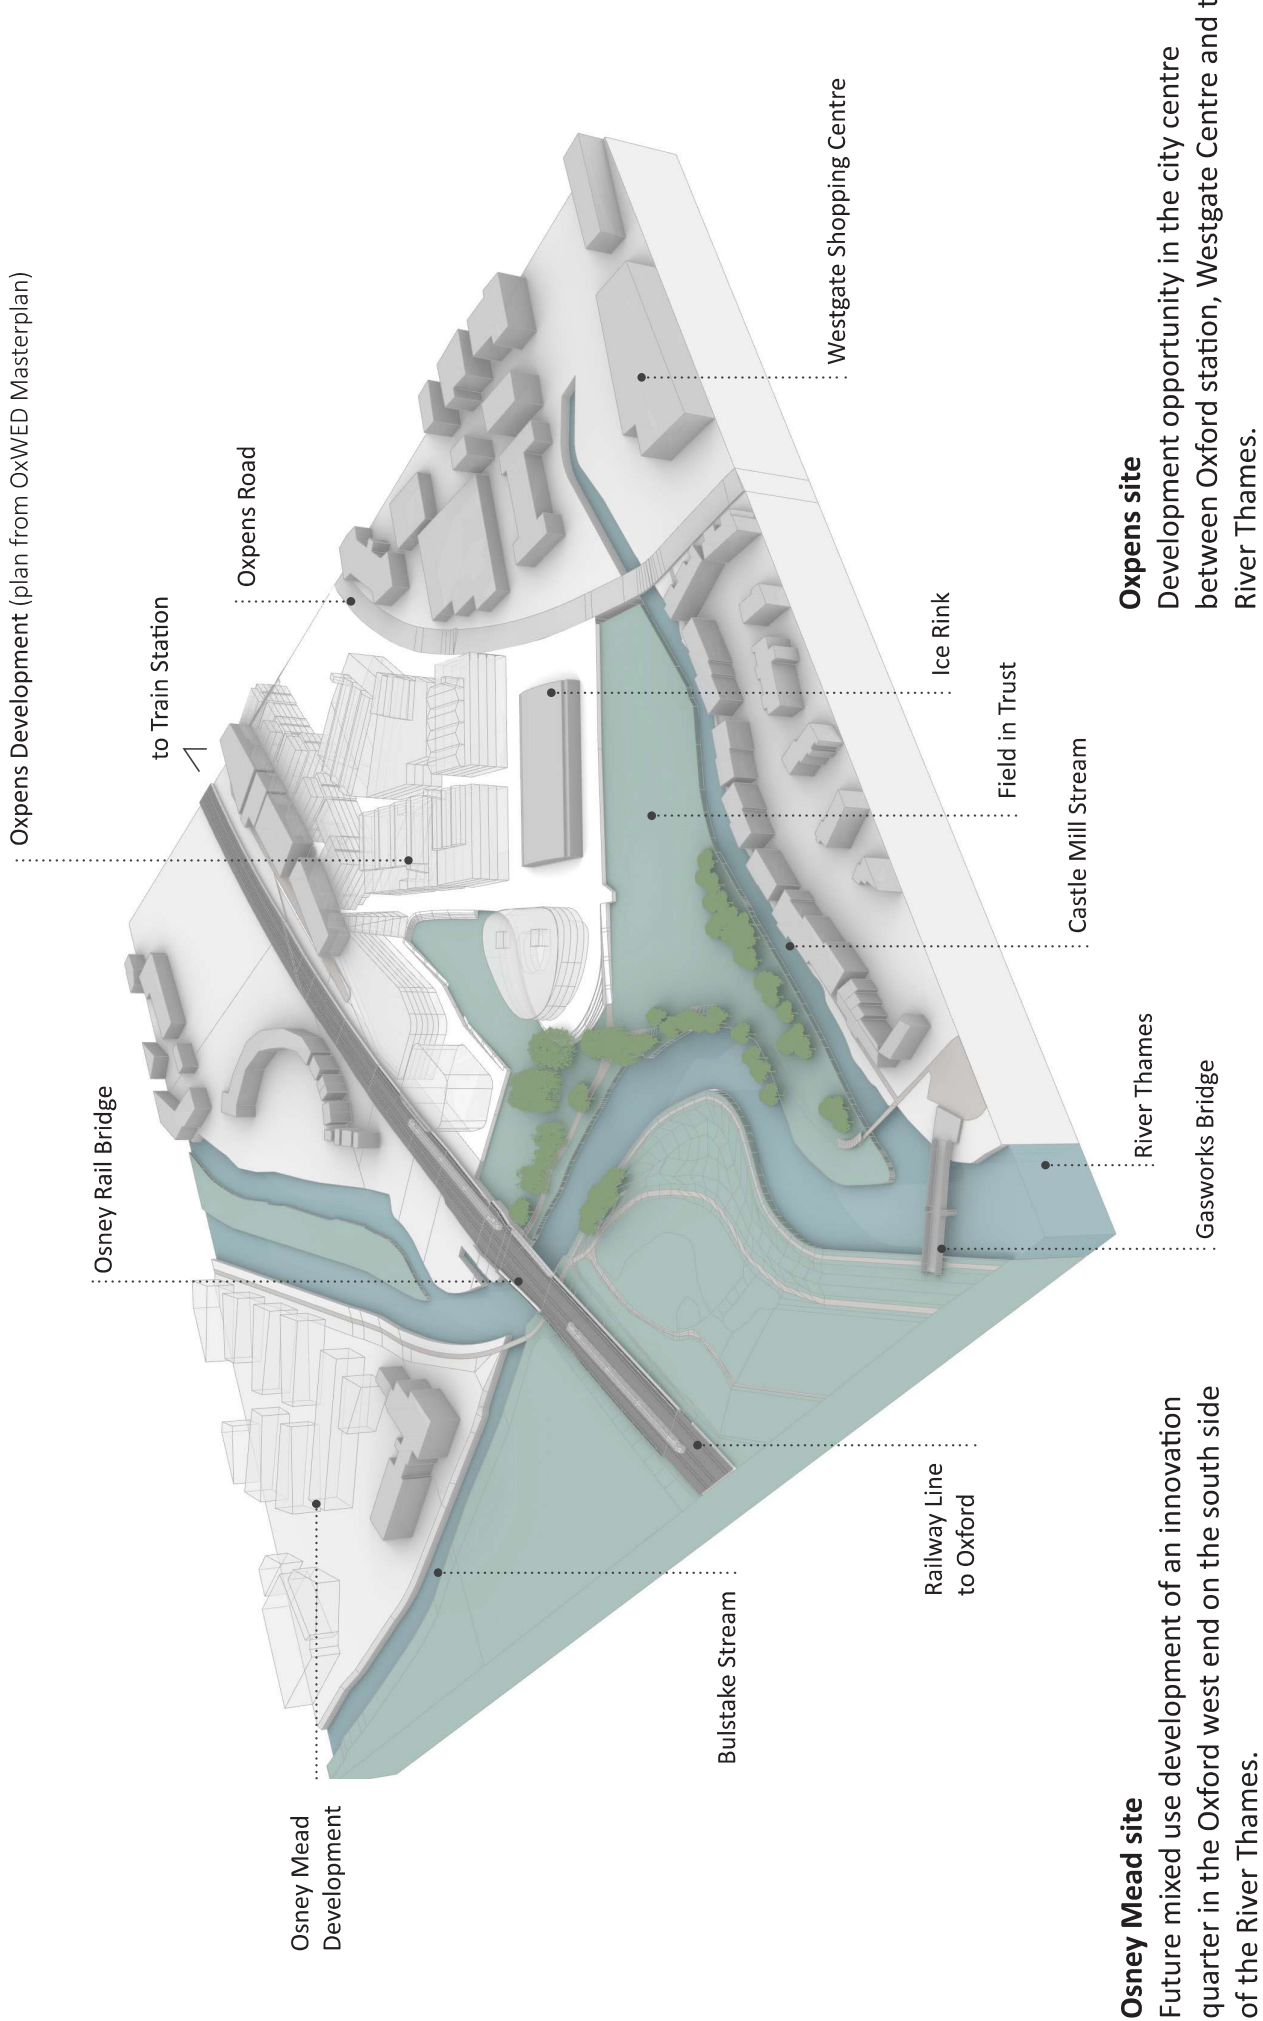 Oxpens Development (plan from OxWED Masterplan)
to Train Station
Oxpens Road
Osney Rail Bridge
Osney Mead
Development
Westgate Shopping Centre
Ice Rink
Field in Trust
Castle Mill Stream
River Thames
Gasworks Bridge
Railway Line
to Oxford
Bulstake Stream
Osney Mead site
Future mixed use development of an innovation
quarter in the Oxford west end on the south side
of the River Thames.
Oxpens site
Development opportunity in the city centre
between Oxford station, Westgate Centre and
River Thames.